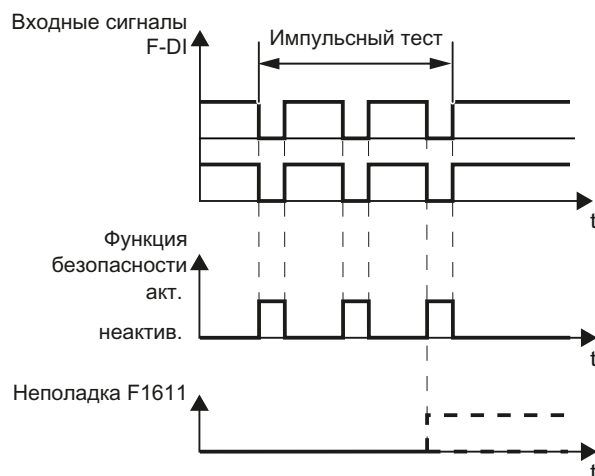 Входные сигналы
F-DI
Импульсный тест
t
Функция
безопасности
акт.
неактив.
t
Неполадка F1611
t